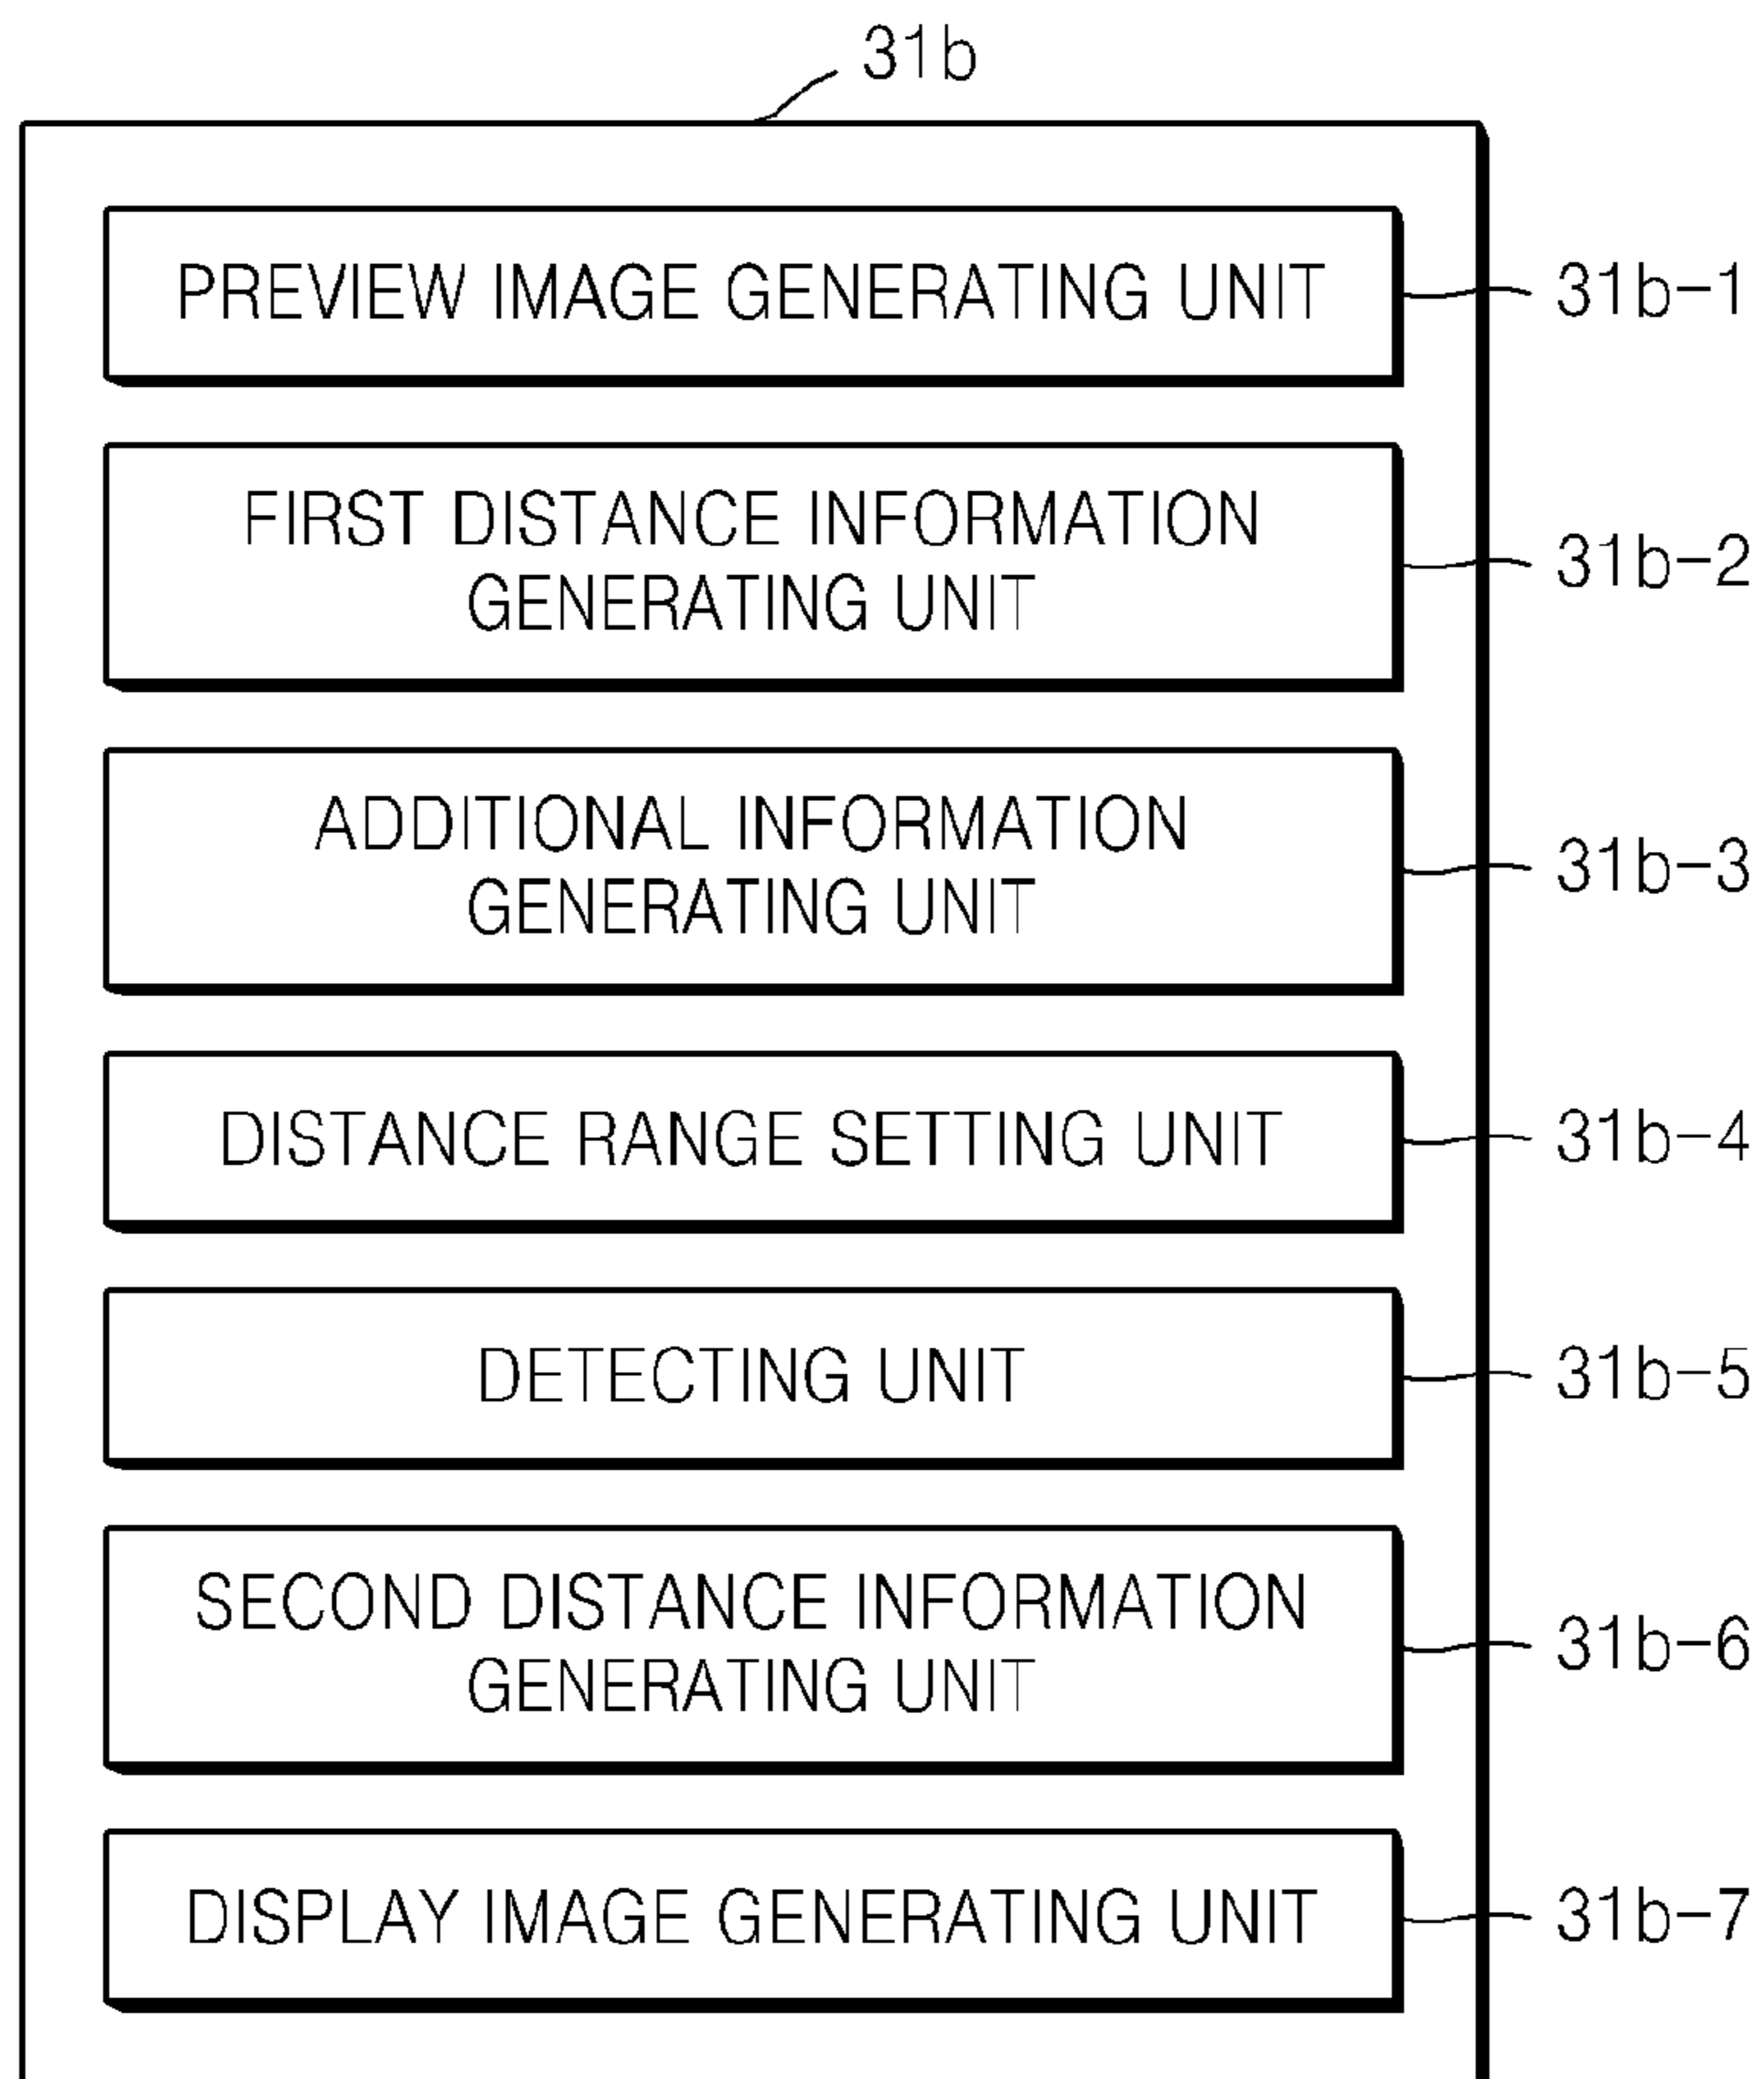 31b
PREVIEW IMAGE GENERATING UNIT
31b-1
FIRST DISTANCE INFORMATION
GENERATING UNIT
31b-2
ADDITIONAL INFORMATION
GENERATING UNIT
31b-3
DISTANCE RANGE SETTING UNIT
31b-4
DETECTING UNIT
31b-5
SECOND DISTANCE INFORMATION
GENERATING UNIT
31b-6
DISPLAY IMAGE GENERATING UNIT
31b-7